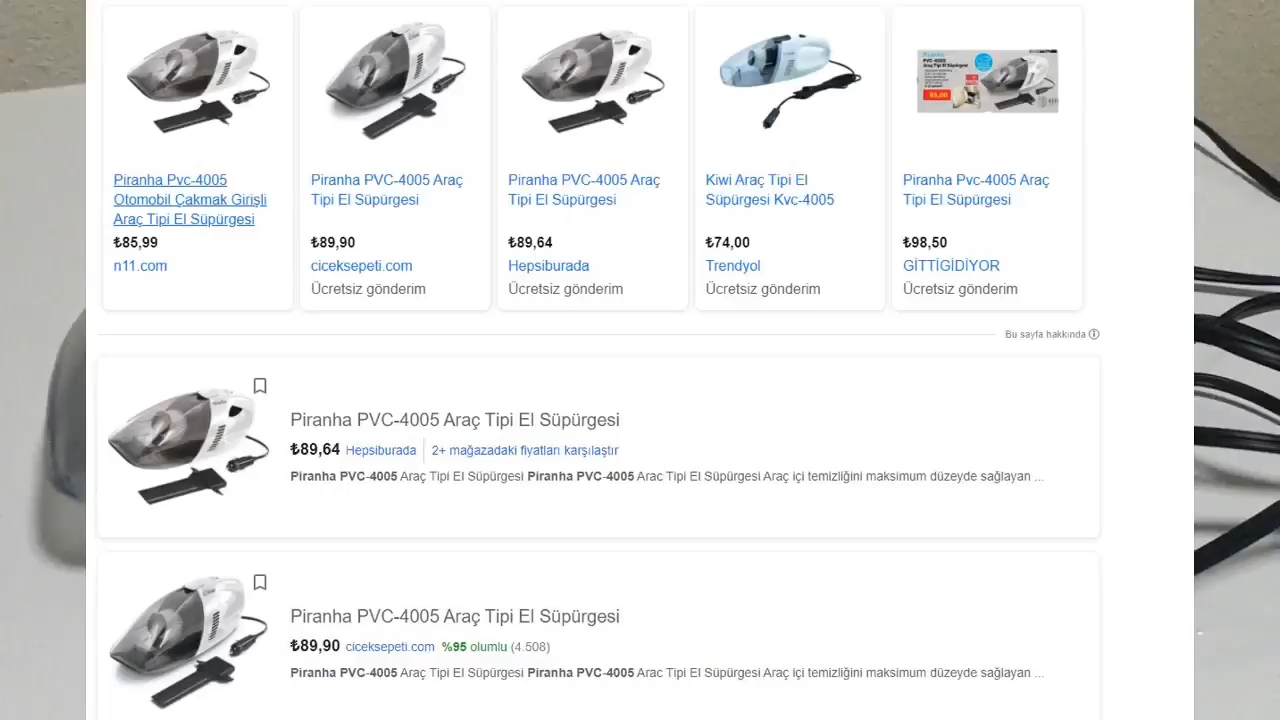 Piranha Pvc-4005
Otomobil Çakmak Girişli
Araç Tipi El Süpürgesi
₺85,99
n11.com
Piranha PVC-4005 Araç
Tipi El Süpürgesi
₺89,90
ciceksepeti.com
Ücretsiz gönderim
Piranha PVC-4005 Araç
Tipi El Süpürgesi
₺89,64
Hepsiburada
Ücretsiz gönderim
Kiwi Araç Tipi El
Süpürgesi Kvc-4005
₺74,00
Trendyol
Ücretsiz gönderim
Piranha
PVC-4005
Araç Tipi El Süpürgesi
Piranha Pvc-4005 Araç
Tipi El Süpürgesi
₺98,50
GİTTİGİDİYOR
Ücretsiz gönderim
Bu sayfa hakkında
Piranha PVC-4005 Araç Tipi El Süpürgesi
₺89,64 Hepsiburada 2+ mağazadaki fiyatları karşılaştır
Piranha PVC-4005 Araç Tipi El Süpürgesi Piranha PVC-4005 Arac Tipi El Süpürgesi Araç içi temizliğini maksimum düzeyde sağlayan ...
Piranha PVC-4005 Araç Tipi El Süpürgesi
₺89,90 ciceksepeti.com %95 olumlu (4.508)
Piranha PVC-4005 Araç Tipi El Süpürgesi Piranha PVC-4005 Arac Tipi El Süpürgesi Araç içi temizliğini maksimum düzeyde sağlayan ...